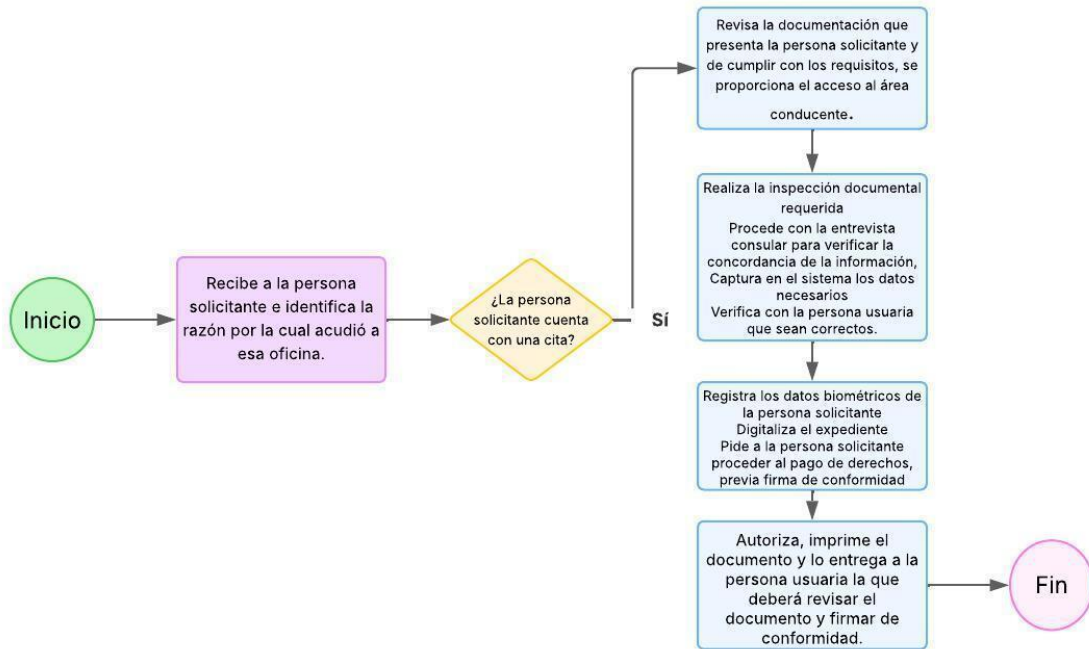 Inicio
Recibe a la persona
solicitante e identifica la
razón por la cual acudió a
esa oficina.
¿La persona
solicitante cuenta
con una cita?
Sí
Revisa la documentación que
presenta la persona solicitante y
de cumplir con los requisitos, se
proporciona el acceso al área
conducente.
Realiza la inspección documental
requerida
Procede con la entrevista
consular para verificar la
concordancia de la información,
Captura en el sistema los datos
necesarios
Verifica con la persona usuaria
que sean correctos.
Registra los datos biométricos de
la persona solicitante
Digitaliza el expediente
Pide a la persona solicitante
proceder al pago de derechos,
previa firma de conformidad
Autoriza, imprime el
documento y lo entrega a la
persona usuaria la que
deberá revisar el
documento y firmar de
conformidad.
Fin